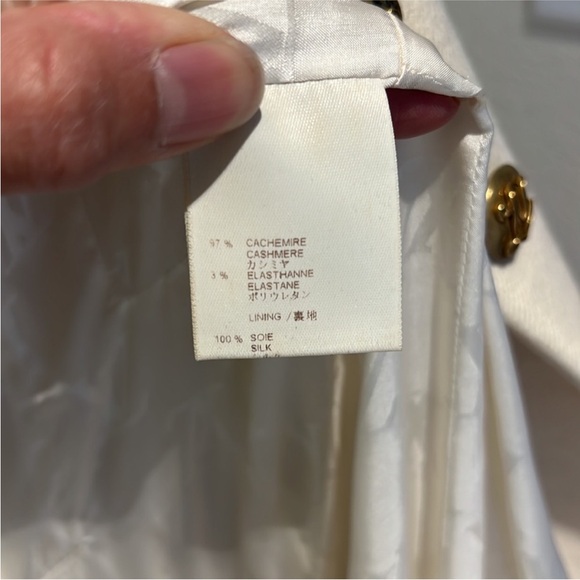 97 % CACHEMIRE
CASHMERE
カシミヤ
3 % ELASTHANNE
ELASTANE
ポリウレタン
LINING / 裏地
100 % SOIE
SILK